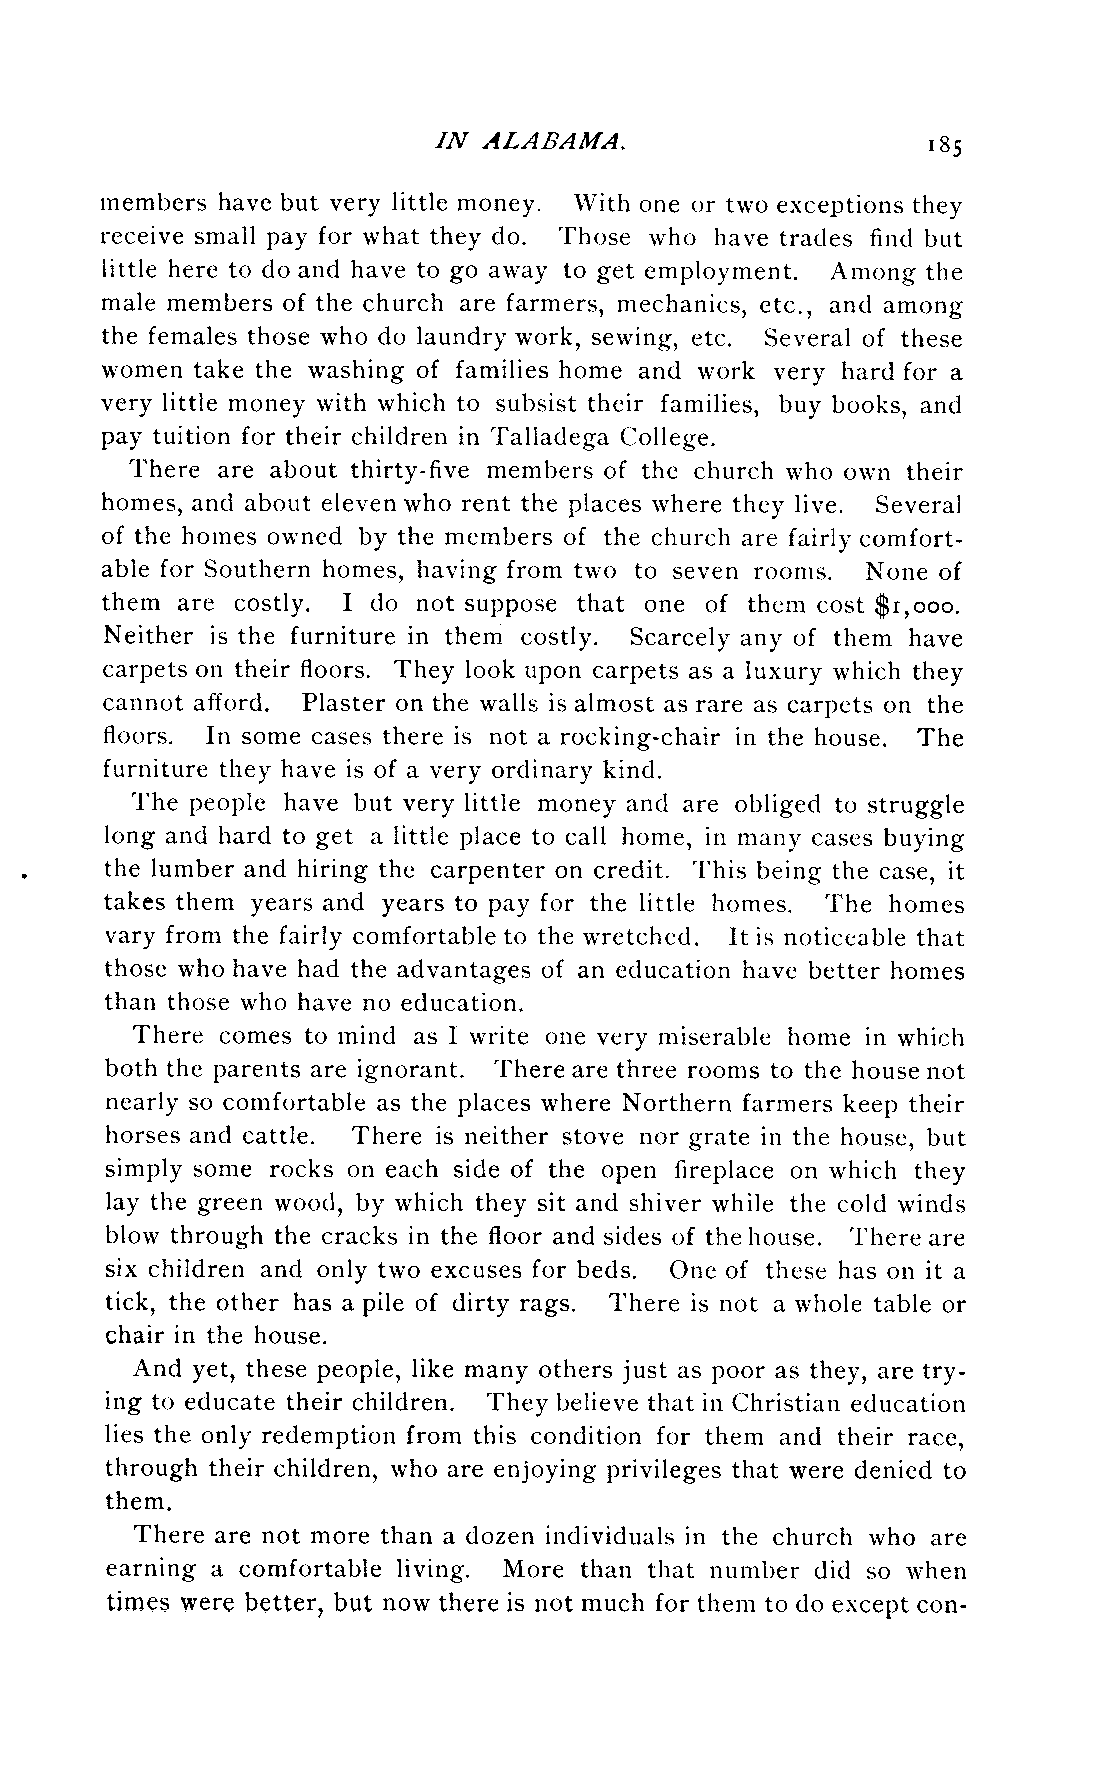 IN ALABAMA. 185
members have but very little money. With one or two exceptions they
receive small pay for what they do. Those who have trades find but
little here to do and have to go away to get employment. Among the
male members of the church are farmers, mechanics, etc., and among
the females those who do laundry work, sewing, etc. Several of these
women take the washing of families home and work very hard for a
very little money with which to subsist their families, buy books, and
pay tuition for their children in Talladega College.
There are about thirty-five members of the church who own their
homes, and about eleven who rent the places where they live. Several
of the homes owned by the members of the church are fairly comfort-
able for Southern homes, having from two to seven rooms. None of
them are costly. I do not suppose that one of them cost $1,000.
Neither is the furniture in them costly. Scarcely any of them have
carpets on their floors. They look upon carpets as a luxury which they
cannot afford. Plaster on the walls is almost as rare as carpets on the
floors. In some cases there is not a rocking-chair in the house. The
furniture they have is of a very ordinary kind.
The people have but very little money and are obliged to struggle
long and hard to get a little place to call home, in many cases buying
the lumber and hiring the carpenter on credit. This being the case, it
takes them years and years to pay for the little homes. The homes
vary from the fairly comfortable to the wretched. It is noticeable that
those who have had the advantages of an education have better homes
than those who have no education.
There comes to mind as I write one very miserable home in which
both the parents are ignorant. There are three rooms to the house not
nearly so comfortable as the places where Northern farmers keep their
horses and cattle. There is neither stove nor grate in the house, but
simply some rocks on each side of the open fireplace on which they
lay the green wood, by which they sit and shiver while the cold winds
blow through the cracks in the floor and sides of the house. There are
six children and only two excuses for beds. One of these has on it a
tick, the other has a pile of dirty rags. There is not a whole table or
chair in the house.
And yet, these people, like many others just as poor as they, are try-
ing to educate their children. They believe that in Christian education
lies the only redemption from this condition for them and their race,
through their children, who are enjoying privileges that were denied to
them.
There are not more than a dozen individuals in the church who are
earning a comfortable living. More than that number did so when
times were better, but now there is not much for them to do except con-